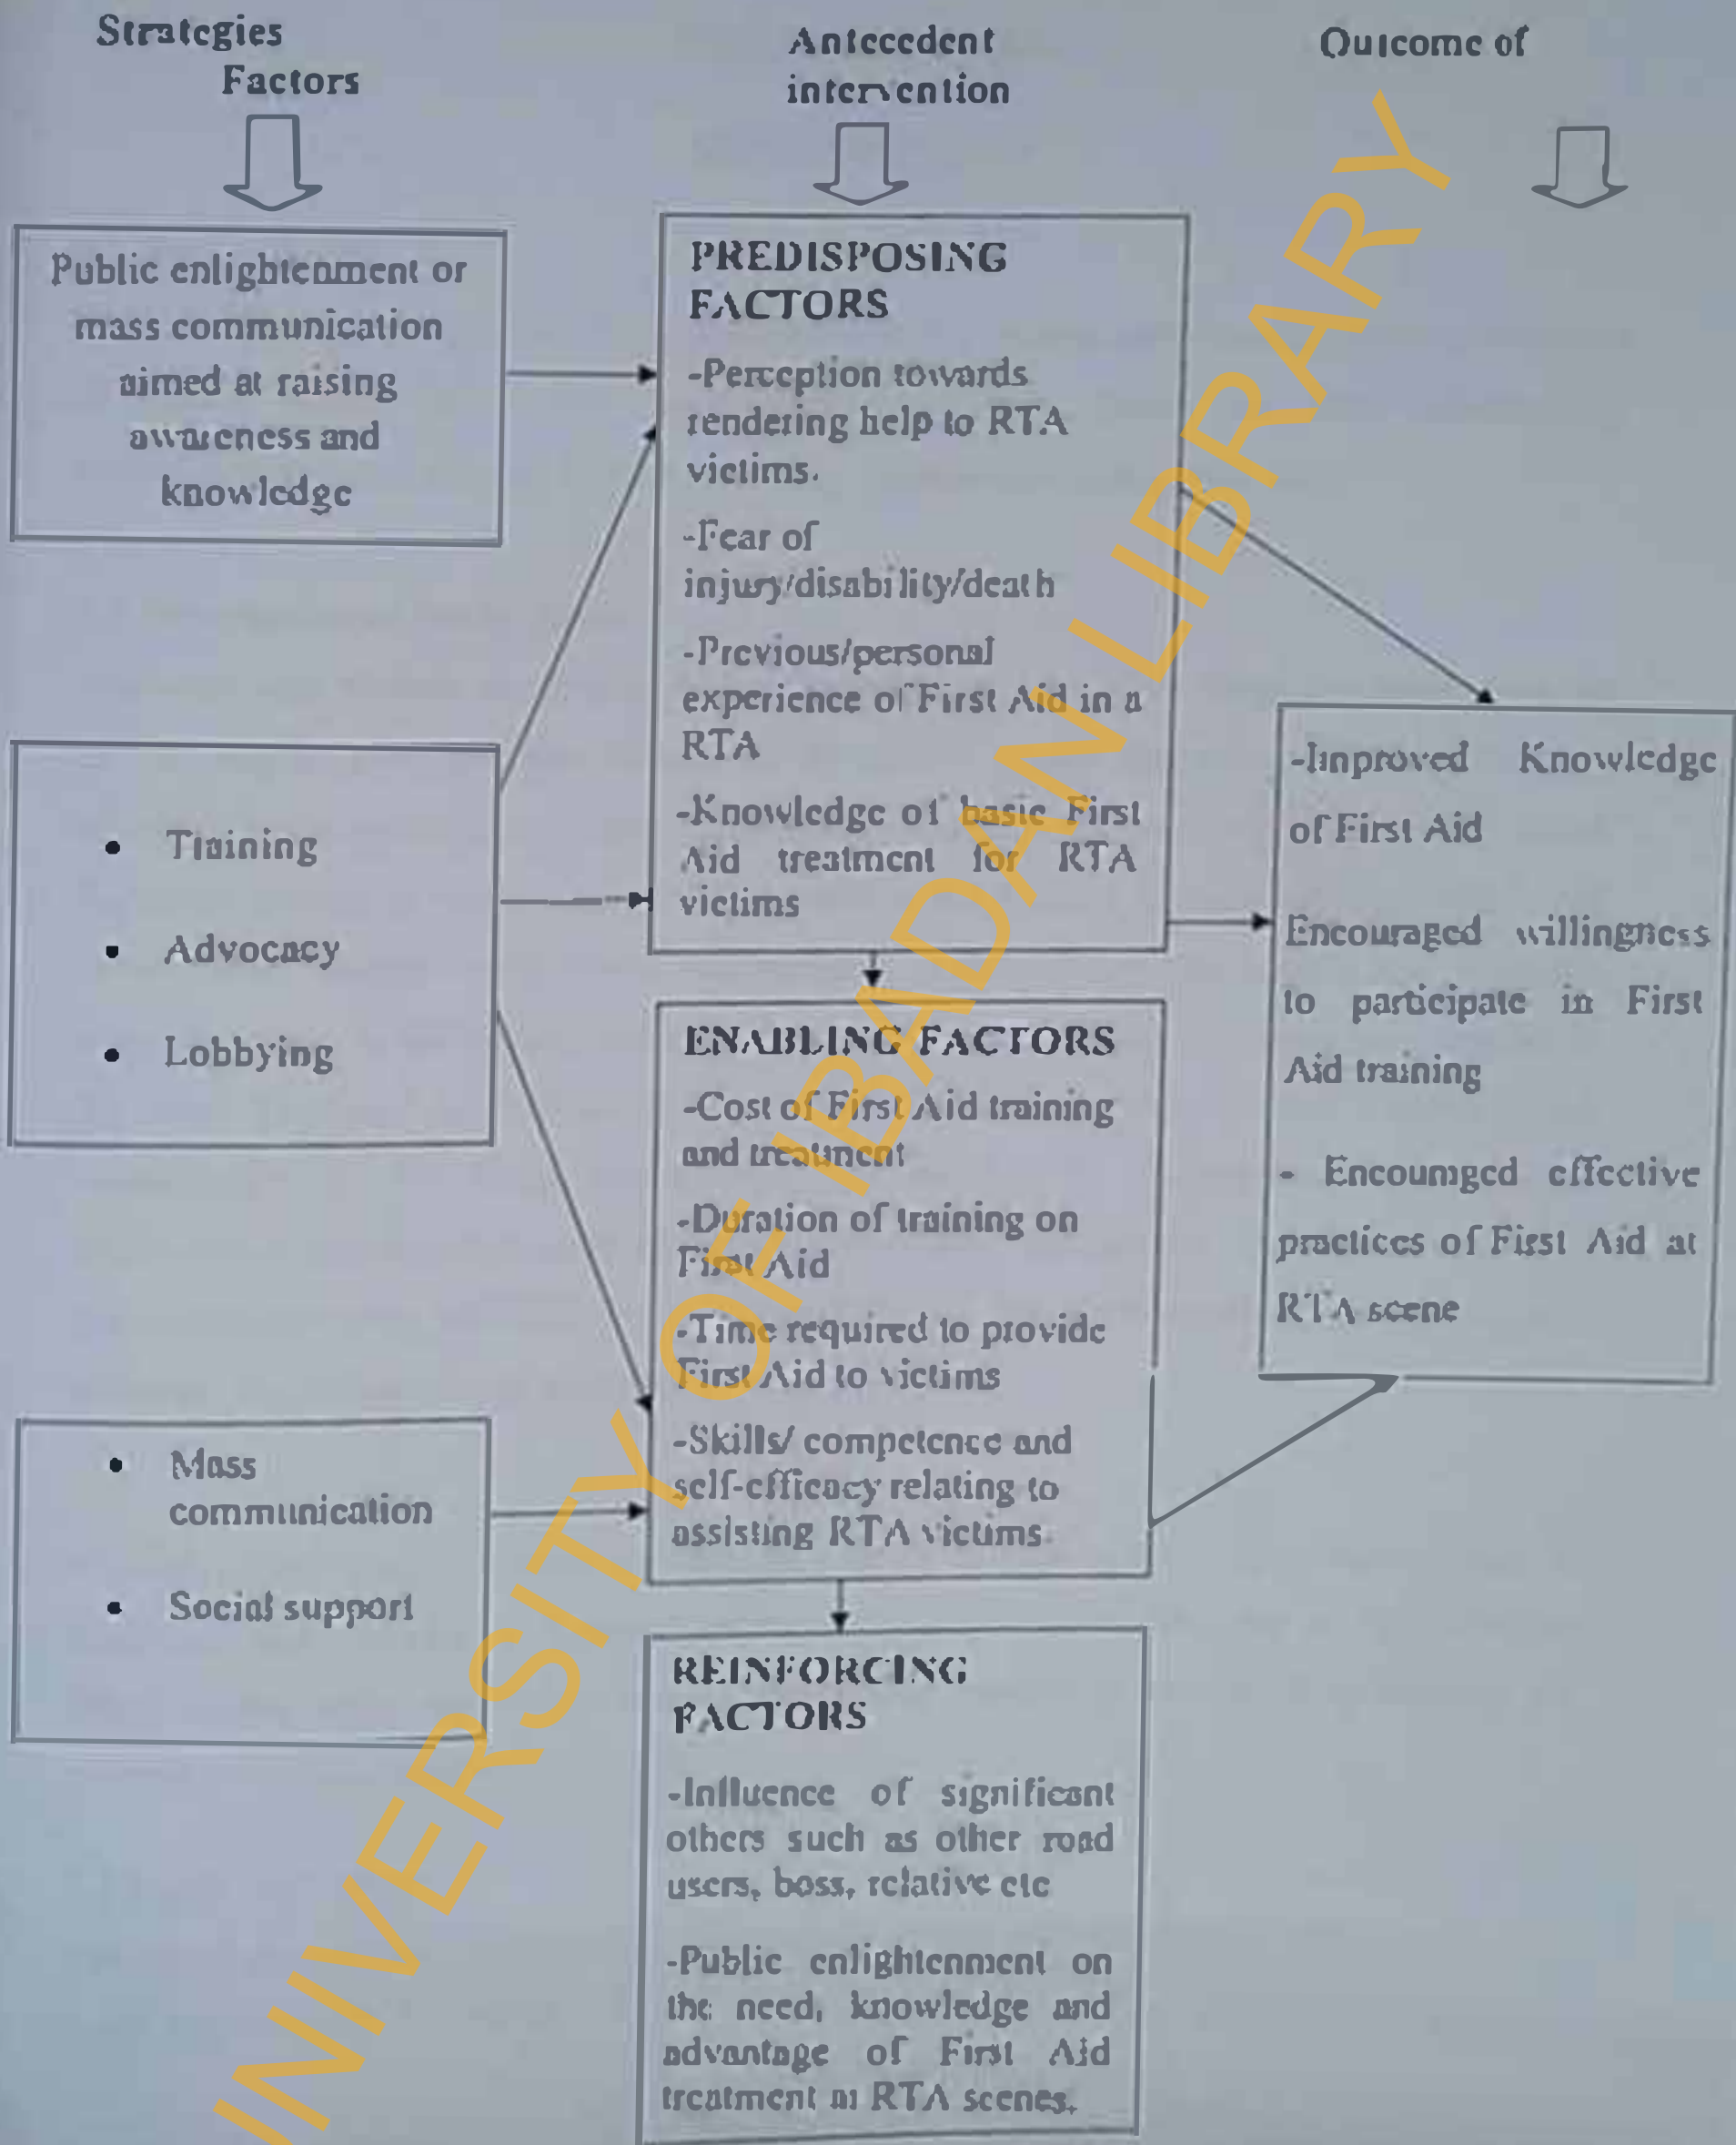 Strategies
Factors
Antecedent
intervention
Outcome of
Public enlightenment or
mass communication
aimed at raising
awareness and
knowledge
• Training
• Advocacy
• Lobbying
• Mass
communication
• Social support
PREDISPOSING
FACTORS
-Perception towards
rendering help to RTA
victims.
-Fear of
injury/disability/death
-Previous/personal
experience of First Aid in a
RTA
-Knowledge of basic First
Aid treatment for RTA
victims
ENABLING FACTORS
-Cost of First Aid training
and treatment
-Duration of training on
First Aid
-Time required to provide
First Aid to victims
-Skills/ competence and
self-efficacy relating to
assisting RTA victims
REINFORCING
FACTORS
-Influence of significant
others such as other road
users, boss, relative etc
-Public enlightenment on
the need, knowledge and
advantage of First Aid
treatment at RTA scenes.
-Improved Knowledge
of First Aid
Encouraged willingness
to participate in First
Aid training
- Encouraged effective
practices of First Aid at
RTA scene
UNIVERSITY OF IBADAN LIBRARY